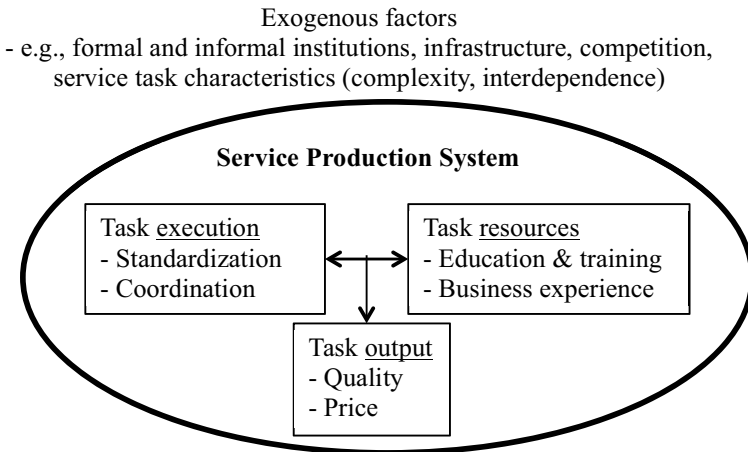 Exogenous factors
- e.g., formal and informal institutions, infrastructure, competition,
service task characteristics (complexity, interdependence)
Service Production System
Task execution
- Standardization
- Coordination
Task resources
- Education & training
- Business experience
Task output
- Quality
- Price